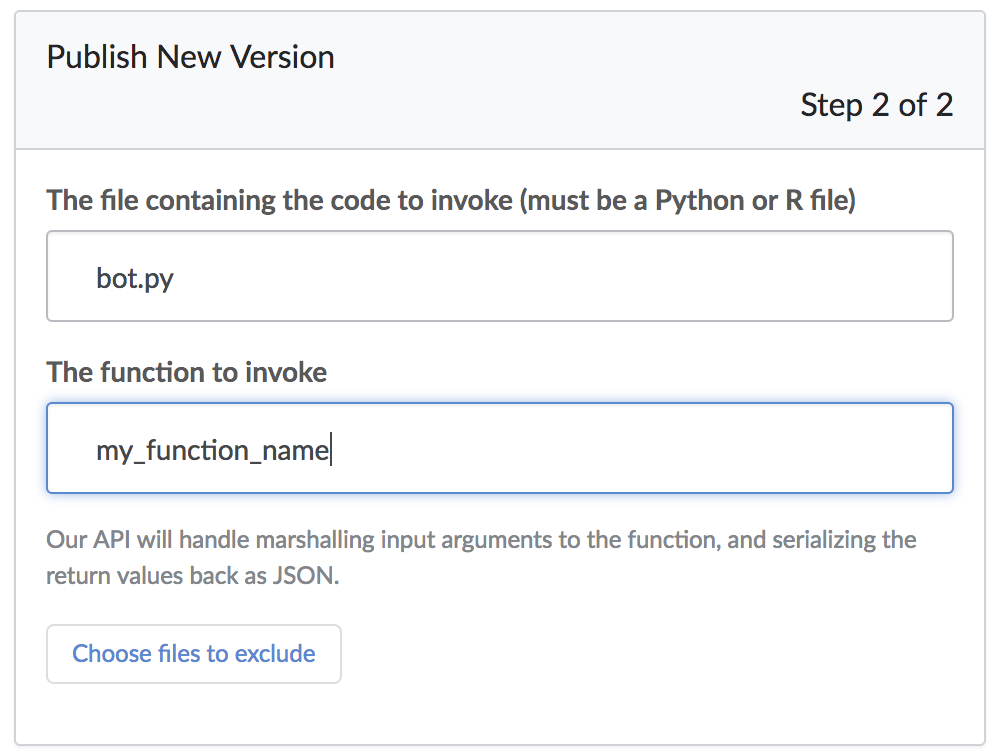 Publish New Version
Step 2 of 2
The file containing the code to invoke (must be a Python or R file)
bot.py
The function to invoke
my_function_name
Our API will handle marshalling input arguments to the function, and serializing the
return values back as JSON.
Choose files to exclude